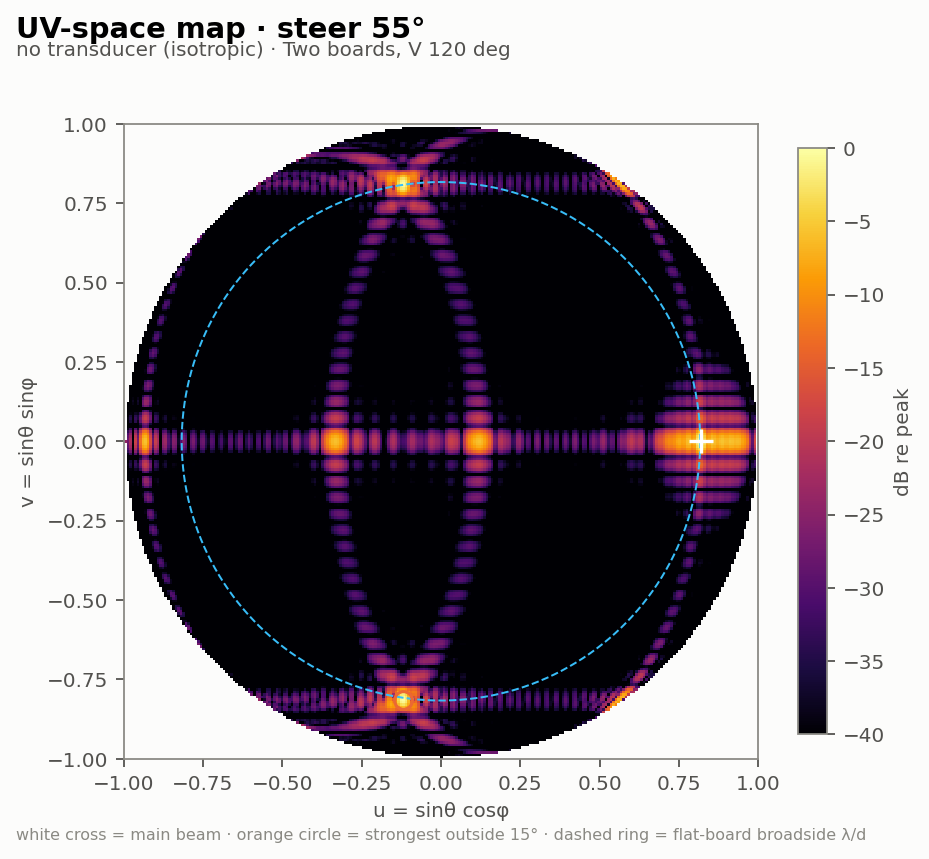 UV-space map · steer 55°
no transducer (isotropic) · Two boards, V 120 deg
1.00
0.75
0.50
0.25
0.00
−0.25
−0.50
−0.75
−1.00
v = sinθ sinφ
−1.00 −0.75 −0.50 −0.25 0.00 0.25 0.50 0.75 1.00
u = sinθ cosφ
0
−5
−10
−15
−20
−25
−30
−35
−40
dB re peak
white cross = main beam · orange circle = strongest outside 15° · dashed ring = flat-board broadside λ/d